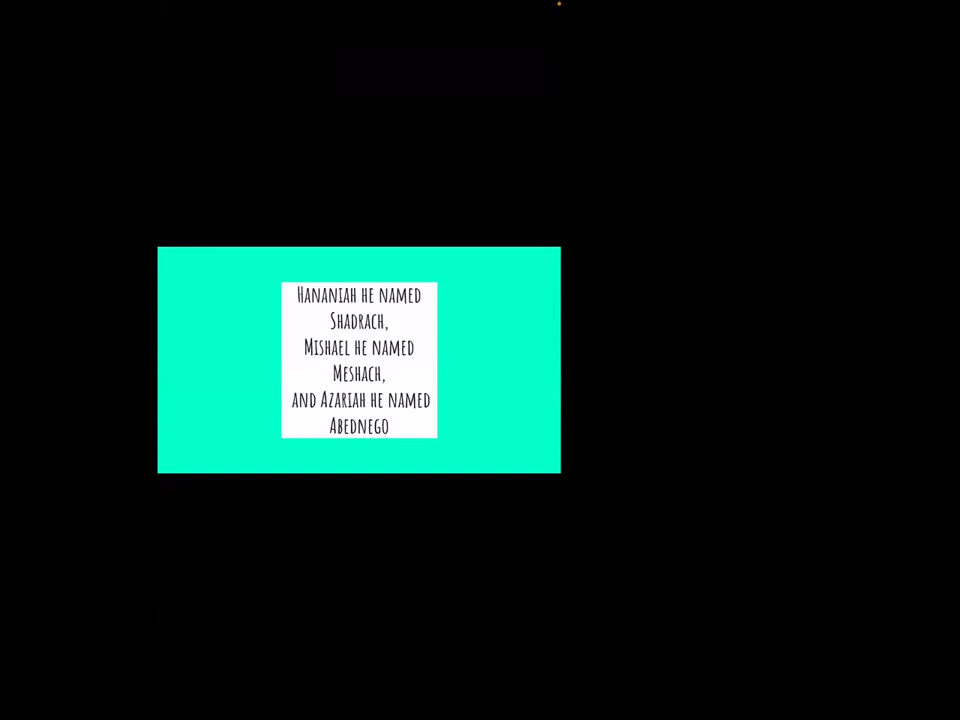 Hananiah he named
Shadrach,
Mishael he named
Meshach,
and Azariah he named
Abednego